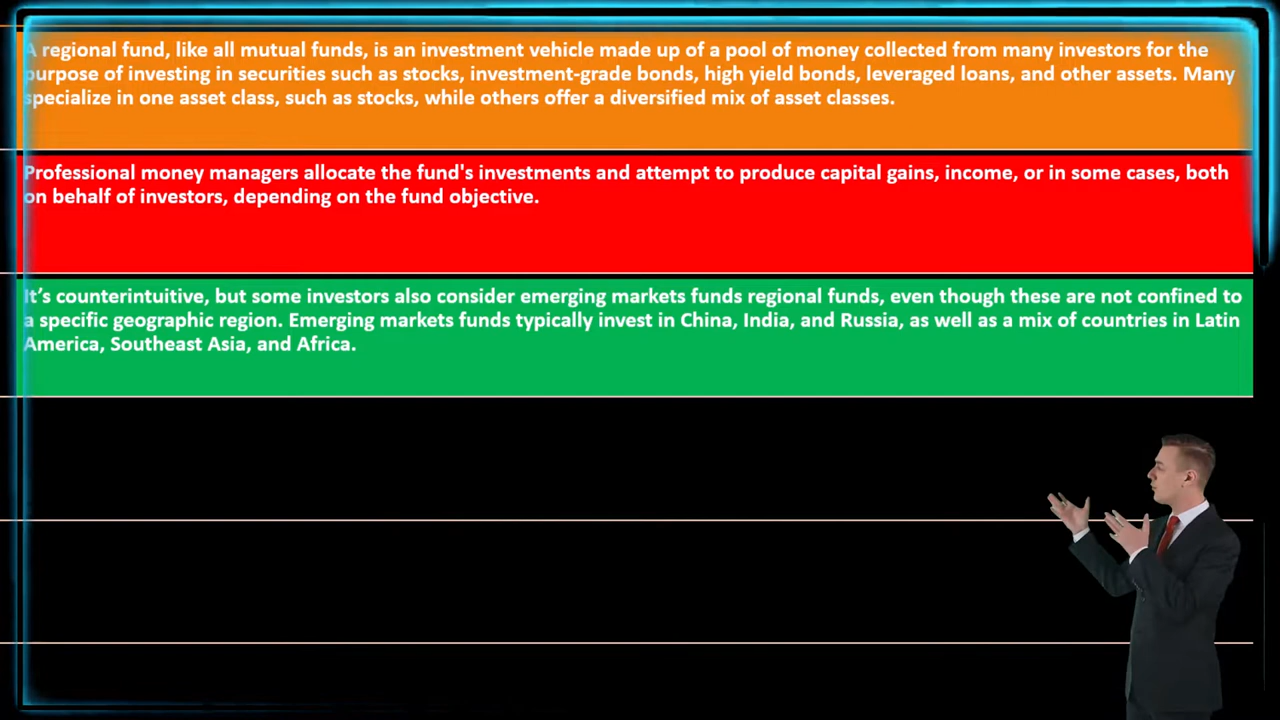 A regional fund, like all mutual funds, is an investment vehicle made up of a pool of money collected from many investors for the
purpose of investing in securities such as stocks, investment-grade bonds, high yield bonds, leveraged loans, and other assets. Many
specialize in one asset class, such as stocks, while others offer a diversified mix of asset classes.
Professional money managers allocate the fund's investments and attempt to produce capital gains, income, or in some cases, both
on behalf of investors, depending on the fund objective.
It’s counterintuitive, but some investors also consider emerging markets funds regional funds, even though these are not confined to
a specific geographic region. Emerging markets funds typically invest in China, India, and Russia, as well as a mix of countries in Latin
America, Southeast Asia, and Africa.